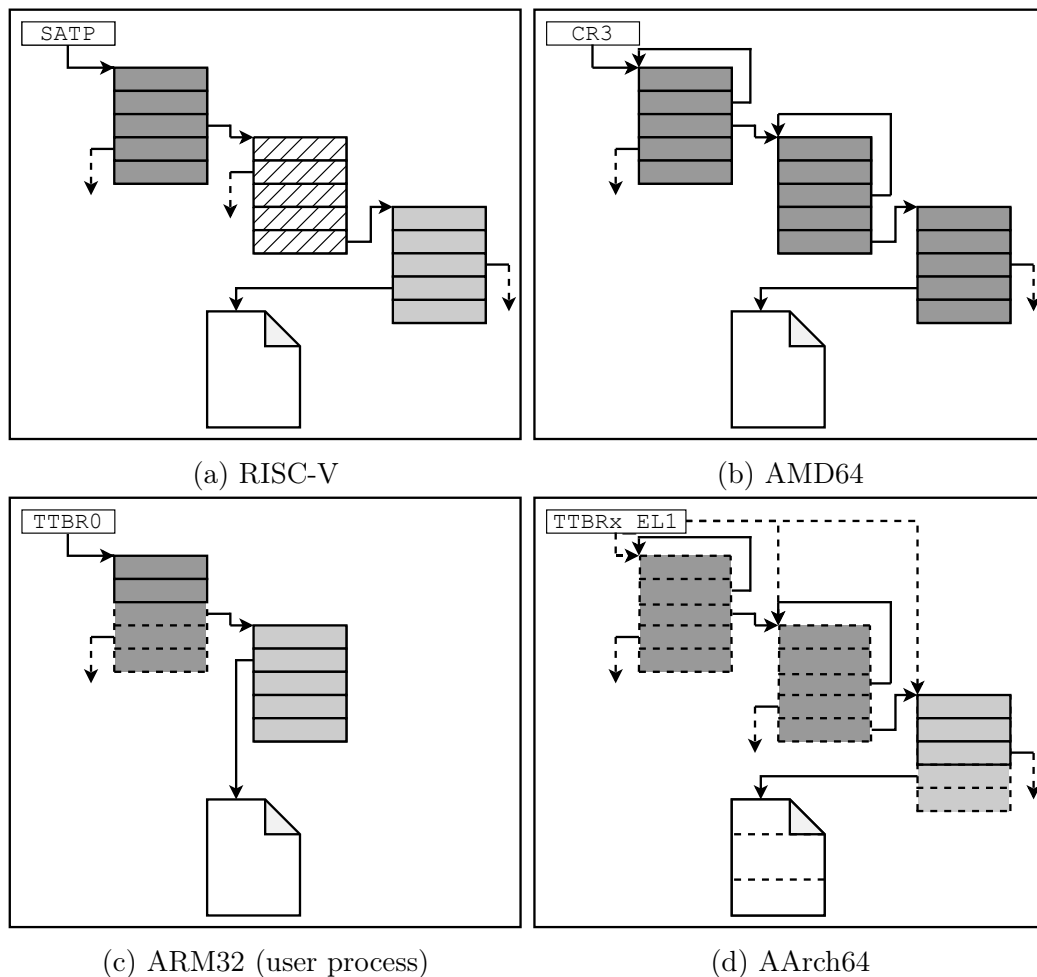 SATP
CR3
(a) RISC-V
(b) AMD64
TTBR0
TTBRx_EL1
(c) ARM32 (user process)
(d) AArch64